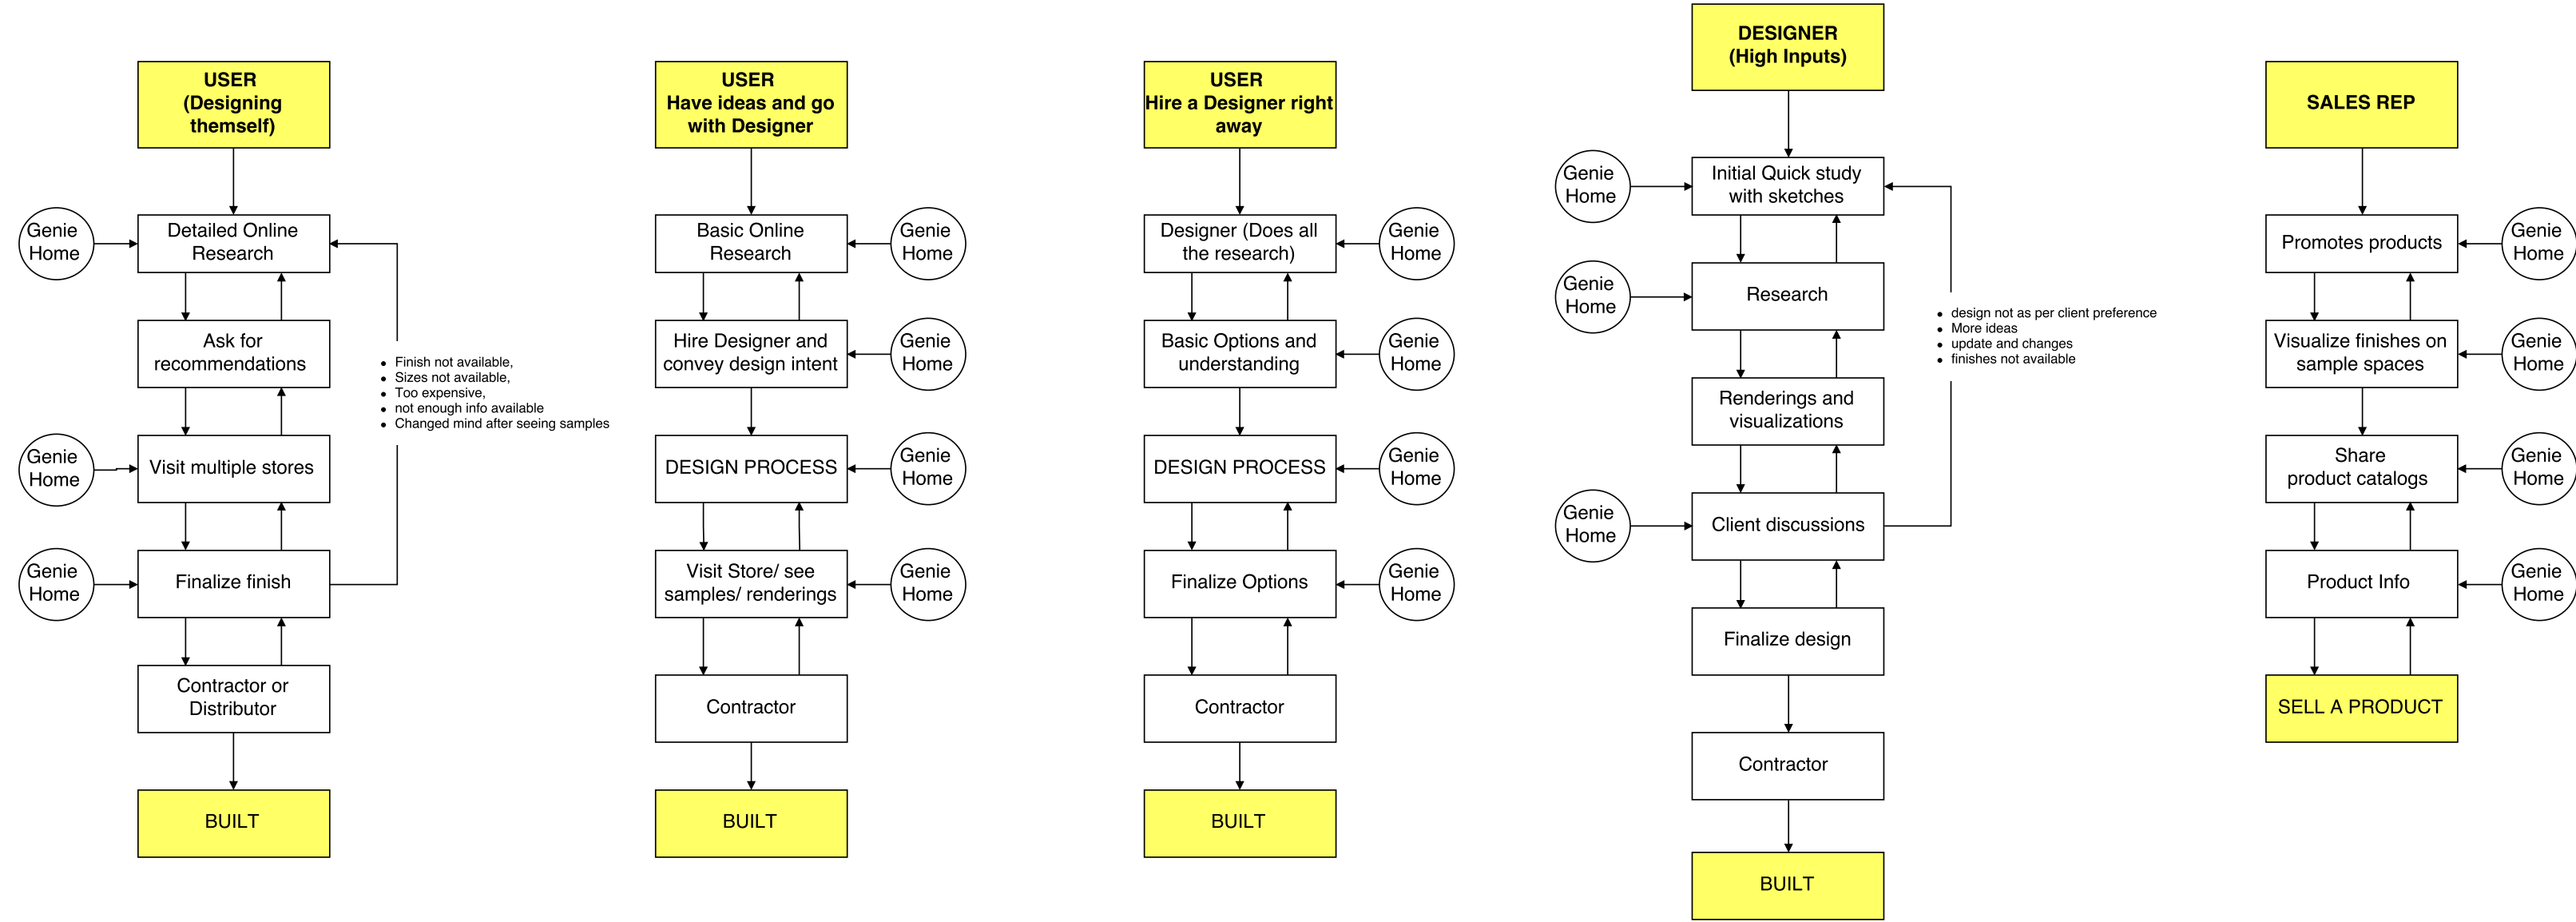 USER
(Designing
themself)
Genie
Home
Detailed Online
Research
Ask for
recommendations
Genie
Home
Visit multiple stores
Genie
Home
Finalize finish
Contractor or
Distributor
BUILT
Finish not available,
Sizes not available,
Too expensive,
not enough info available
Changed mind after seeing samples
USER
Have ideas and go
with Designer
Basic Online
Research
Genie
Home
Hire Designer and
convey design intent
Genie
Home
DESIGN PROCESS
Genie
Home
Visit Store/ see
samples/ renderings
Genie
Home
Contractor
BUILT
USER
Hire a Designer right
away
Designer (Does all
the research)
Genie
Home
Basic Options and
understanding
Genie
Home
DESIGN PROCESS
Genie
Home
Finalize Options
Genie
Home
Contractor
BUILT
DESIGNER
(High Inputs)
Genie
Home
Initial Quick study
with sketches
Genie
Home
Research
Renderings and
visualizations
Genie
Home
Client discussions
Finalize design
Contractor
BUILT
design not as per client preference
More ideas
update and changes
finishes not available
SALES REP
Promotes products
Genie
Home
Visualize finishes on
sample spaces
Genie
Home
Share
product catalogs
Genie
Home
Product Info
Genie
Home
SELL A PRODUCT